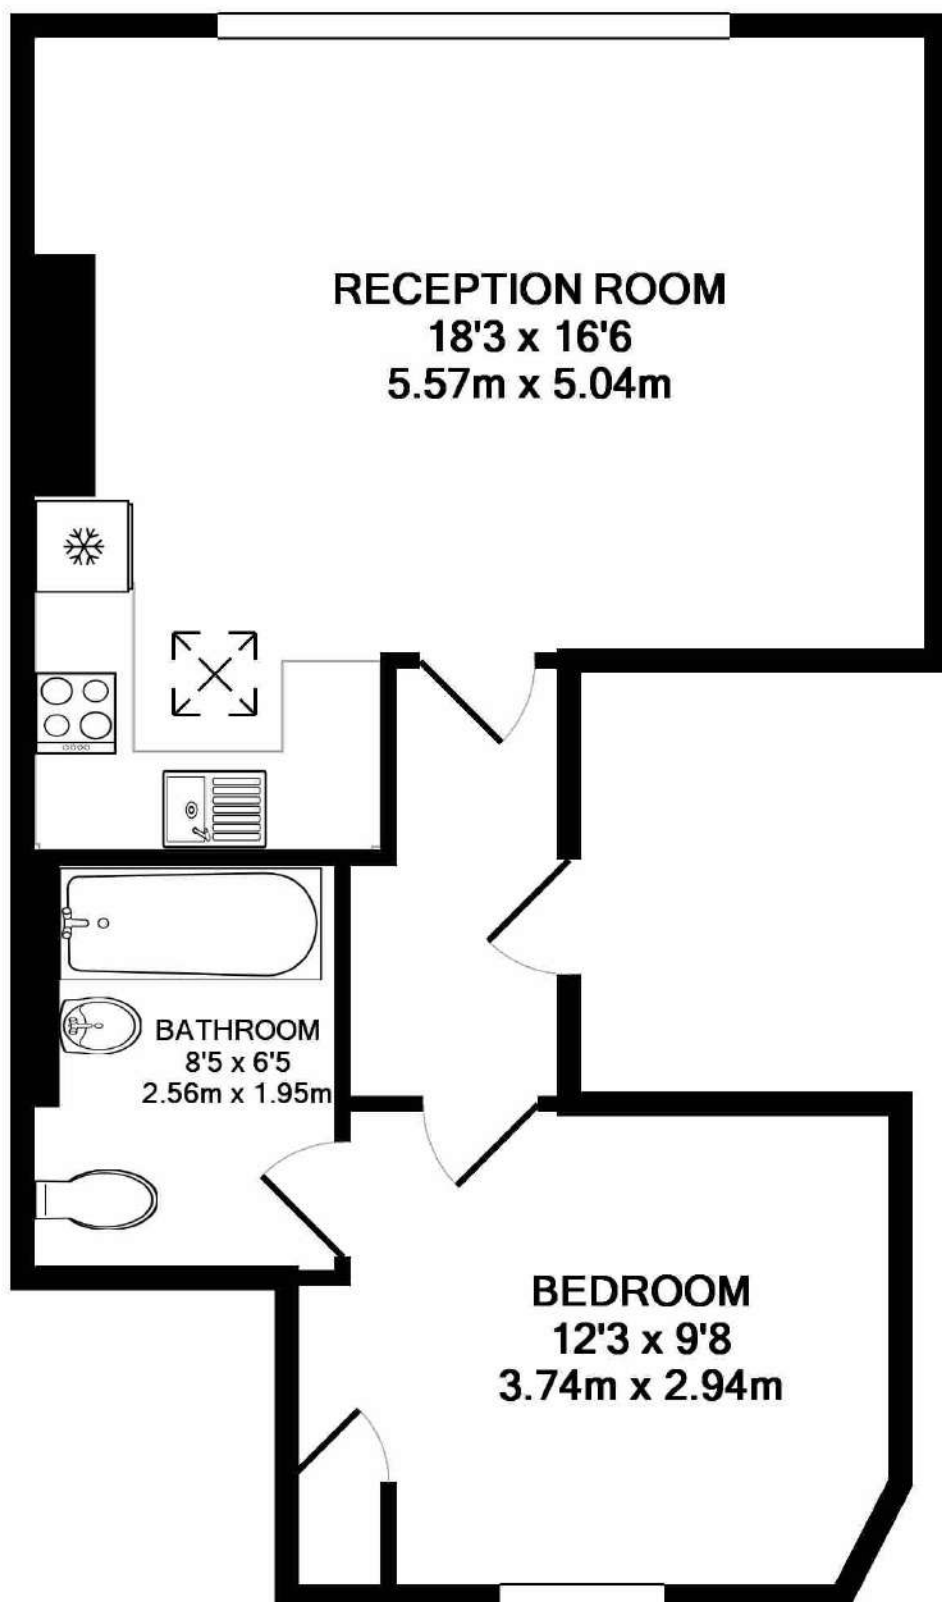 RECEPTION ROOM
18'3 x 16'6
5.57m x 5.04m
BATHROOM
8'5 x 6'5
2.56m x 1.95m
BEDROOM
12'3 x 9'8
3.74m x 2.94m